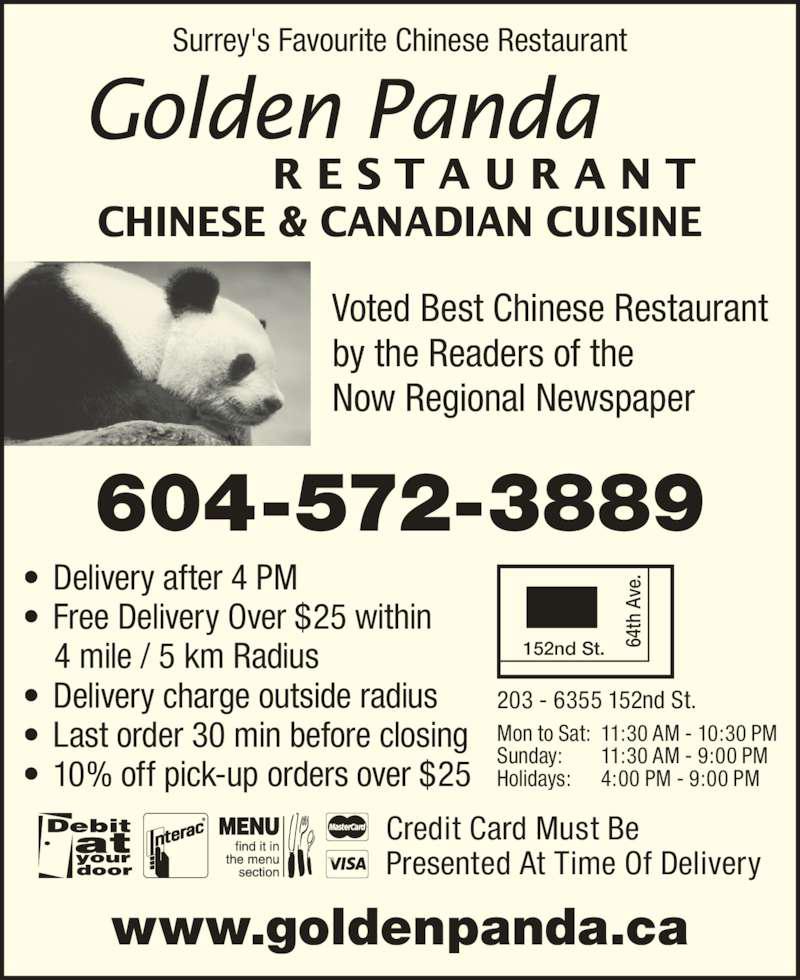 Surrey's Favourite Chinese Restaurant
Golden Panda
RESTAURANT
CHINESE & CANADIAN CUISINE
Voted Best Chinese Restaurant
by the Readers of the
Now Regional Newspaper
604-572-3889
• Delivery after 4 PM
• Free Delivery Over $25 within
4 mile / 5 km Radius
• Delivery charge outside radius
• Last order 30 min before closing
• 10% off pick-up orders over $25
64th Ave.
152nd St.
203 - 6355 152nd St.
Mon to Sat: 11:30 AM - 10:30 PM
Sunday: 11:30 AM - 9:00 PM
Holidays: 4:00 PM - 9:00 PM
Debit
at
your
door
Interac
MENU
find it in
the menu
section
MasterCard
VISA
Credit Card Must Be
Presented At Time Of Delivery
www.goldenpanda.ca